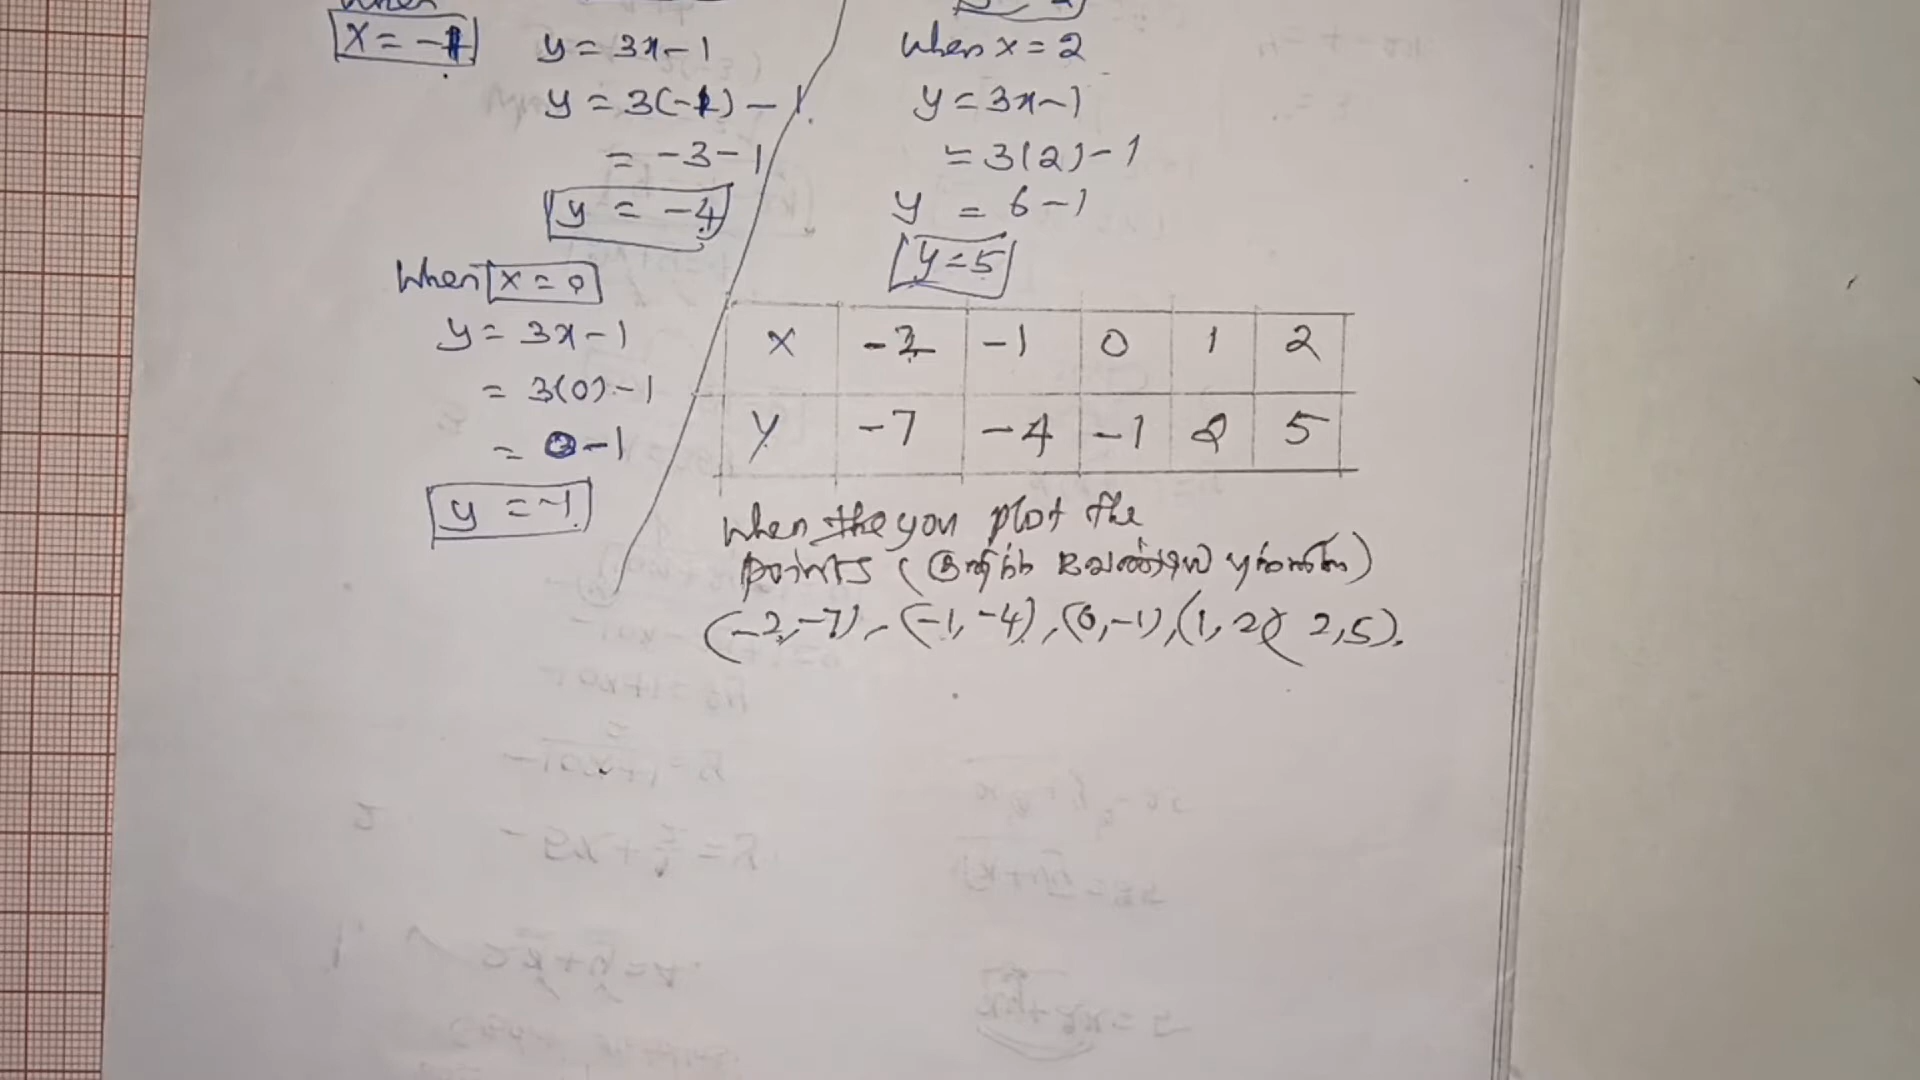 When
x = -1
y = 3x-1
y = 3(-1) - 1
= -3-1
y = -4
When x = 0
y = 3x-1
= 3(0)-1
= 0-1
y = -1
When x = 2
y = 3x-1
= 3(2)-1
y = 6-1
y=5
x -2 -1 0 1 2
y -7 -4 -1 2 5
When the you plot the
points (குறிக்க வேண்டிய புள்ளிகள்)
(-2,-7), (-1,-4), (0,-1), (1, 2) ( 2,5).